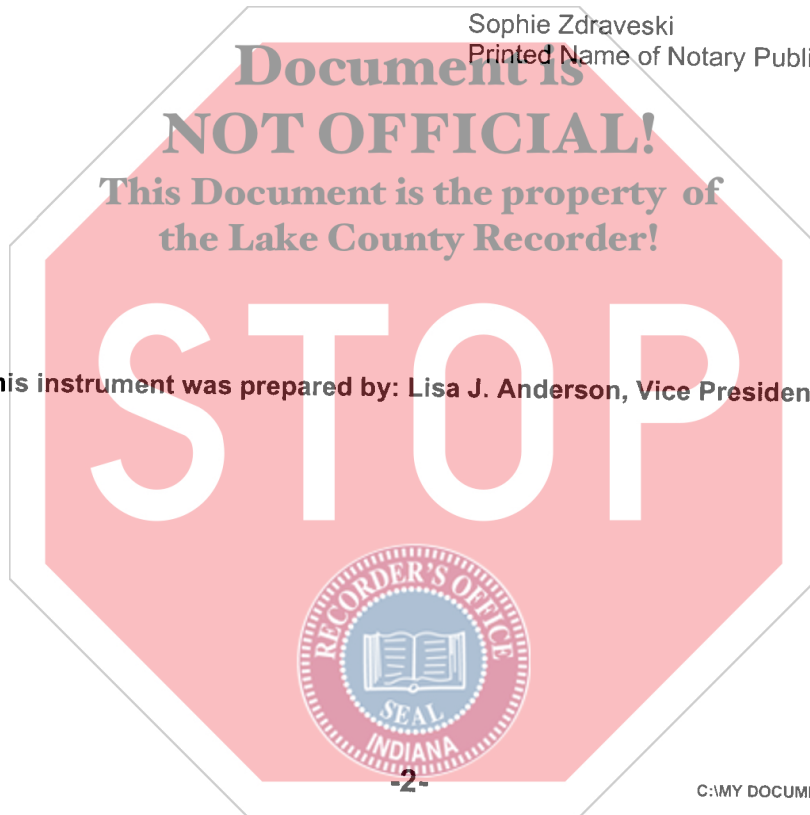 Sophie Zdraveski
Printed Name of Notary Publi
Document is
NOT OFFICIAL!
This Document is the property of
the Lake County Recorder!
STOP
his instrument was prepared by: Lisa J. Anderson, Vice Presiden
RECORDER'S OFFICE
SEAL
INDIANA
-2-
C:\MY DOCUM